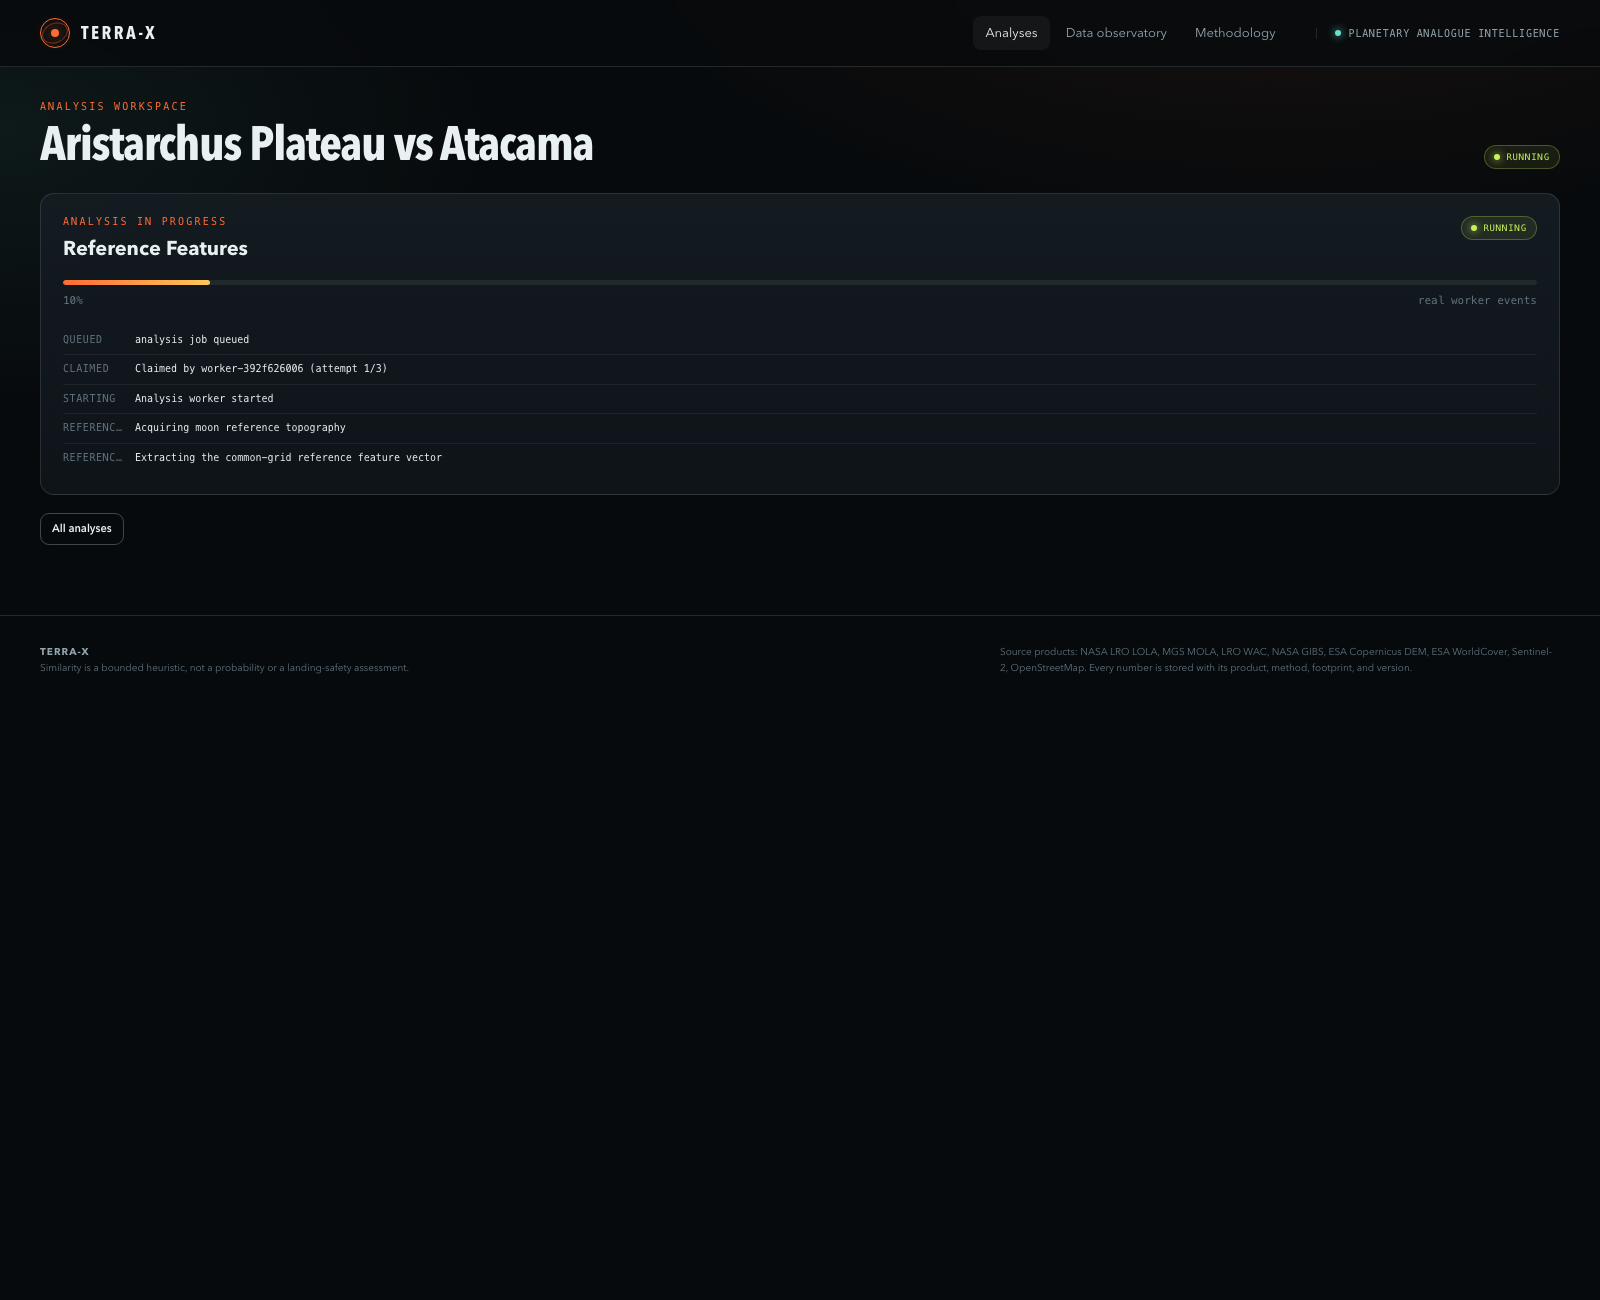 TERRA-X
Analyses
Data observatory
Methodology
PLANETARY ANALOGUE INTELLIGENCE
ANALYSIS WORKSPACE
Aristarchus Plateau vs Atacama
RUNNING
ANALYSIS IN PROGRESS
RUNNING
Reference Features
10%
real worker events
QUEUED analysis job queued
CLAIMED Claimed by worker-392f626006 (attempt 1/3)
STARTING Analysis worker started
REFERENC… Acquiring moon reference topography
REFERENC… Extracting the common-grid reference feature vector
All analyses
TERRA-X
Similarity is a bounded heuristic, not a probability or a landing-safety assessment.
Source products: NASA LRO LOLA, MGS MOLA, LRO WAC, NASA GIBS, ESA Copernicus DEM, ESA WorldCover, Sentinel-
2, OpenStreetMap. Every number is stored with its product, method, footprint, and version.